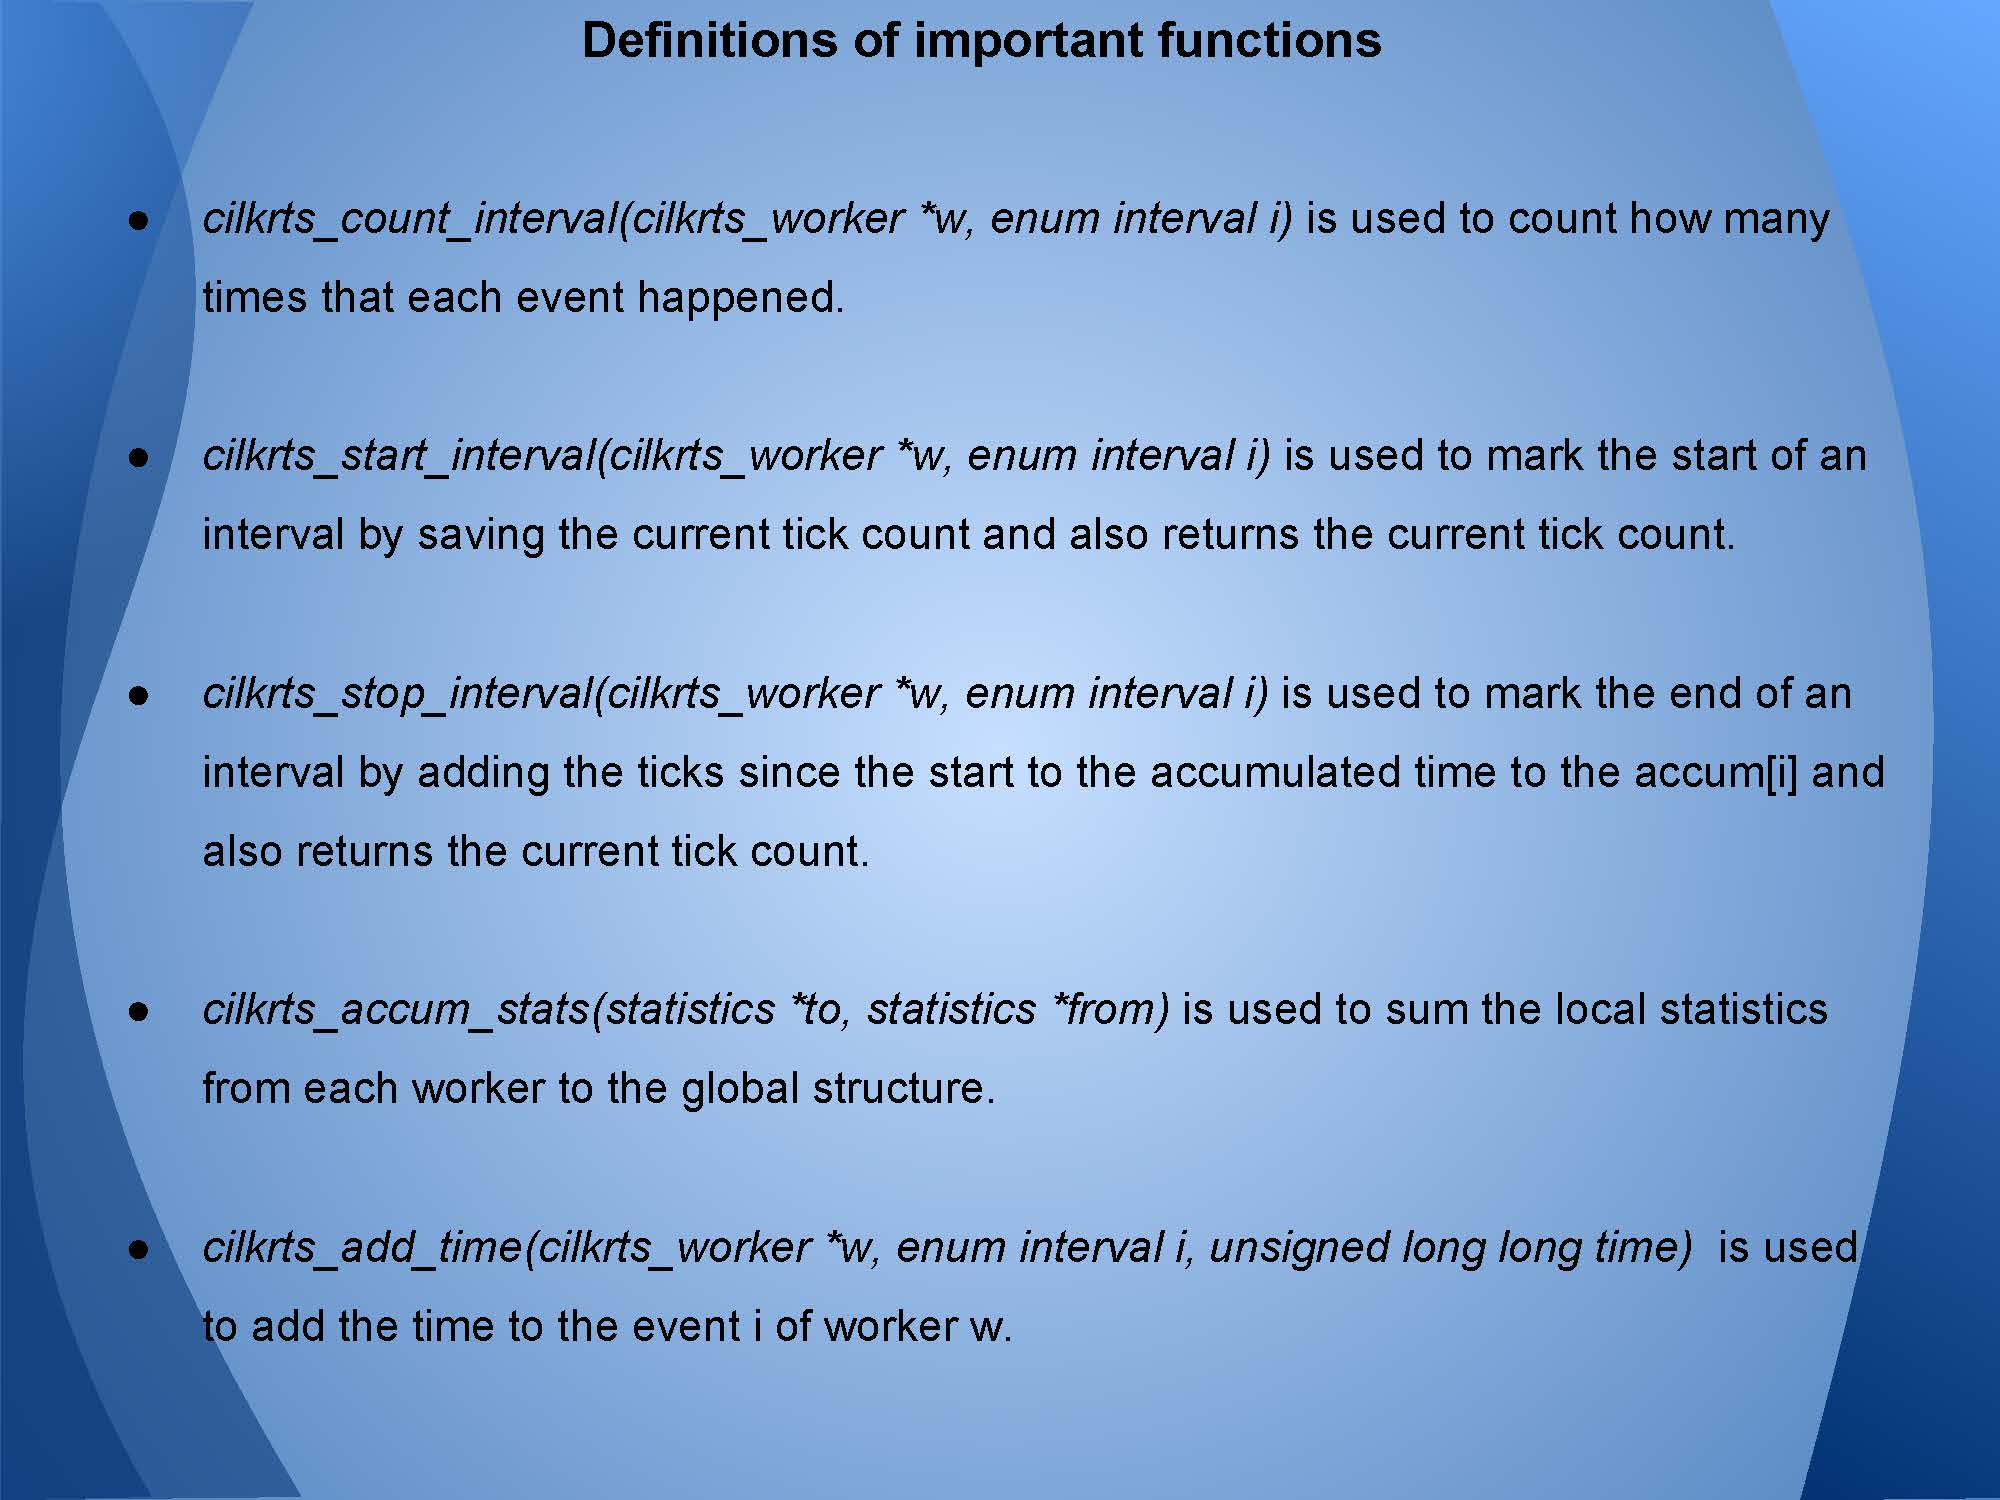 Definitions of important functions
● cilkrts_count_interval(cilkrts_worker *w, enum interval i) is used to count how many
times that each event happened.
● cilkrts_start_interval(cilkrts_worker *w, enum interval i) is used to mark the start of an
interval by saving the current tick count and also returns the current tick count.
● cilkrts_stop_interval(cilkrts_worker *w, enum interval i) is used to mark the end of an
interval by adding the ticks since the start to the accumulated time to the accum[i] and
also returns the current tick count.
● cilkrts_accum_stats(statistics *to, statistics *from) is used to sum the local statistics
from each worker to the global structure.
● cilkrts_add_time(cilkrts_worker *w, enum interval i, unsigned long long time) is used
to add the time to the event i of worker w.